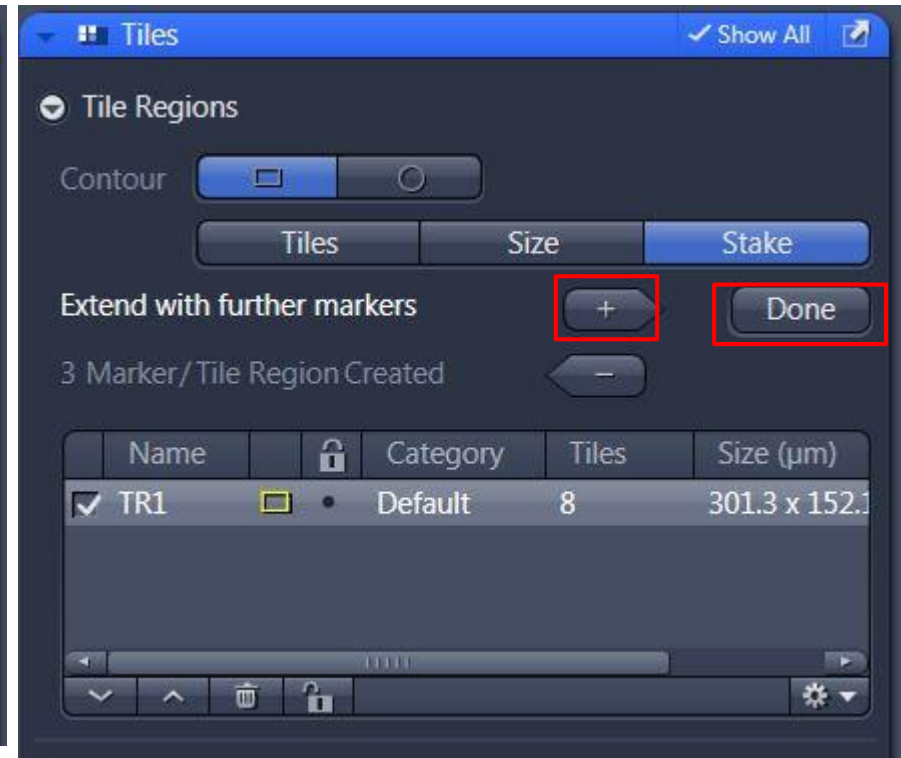 Tiles Show All
Tile Regions
Contour
Tiles Size Stake
Extend with further markers + Done
3 Marker/Tile Region Created −
Name Category Tiles Size (µm)
TR1 Default 8 301.3 x 152.1